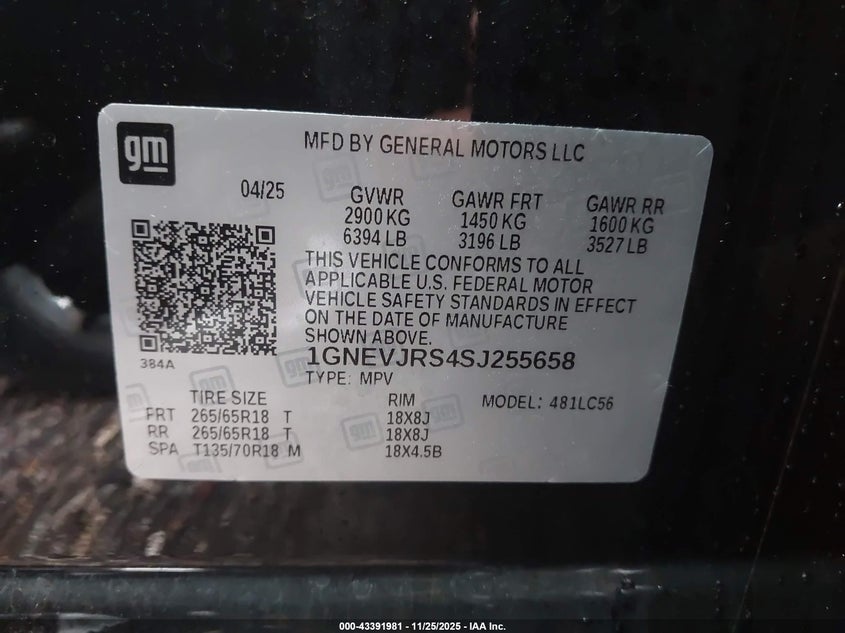 gm
MFD BY GENERAL MOTORS LLC
04/25
GVWR GAWR FRT GAWR RR
2900 KG 1450 KG 1600 KG
6394 LB 3196 LB 3527 LB
THIS VEHICLE CONFORMS TO ALL
APPLICABLE U.S. FEDERAL MOTOR
VEHICLE SAFETY STANDARDS IN EFFECT
ON THE DATE OF MANUFACTURE
SHOWN ABOVE.
384A
1GNEVJRS4SJ255658
TYPE: MPV
TIRE SIZE RIM MODEL: 481LC56
FRT 265/65R18 T 18X8J
RR 265/65R18 T 18X8J
SPA T135/70R18 M 18X4.5B
000-43391981 - 11/25/2025 - IAA Inc.